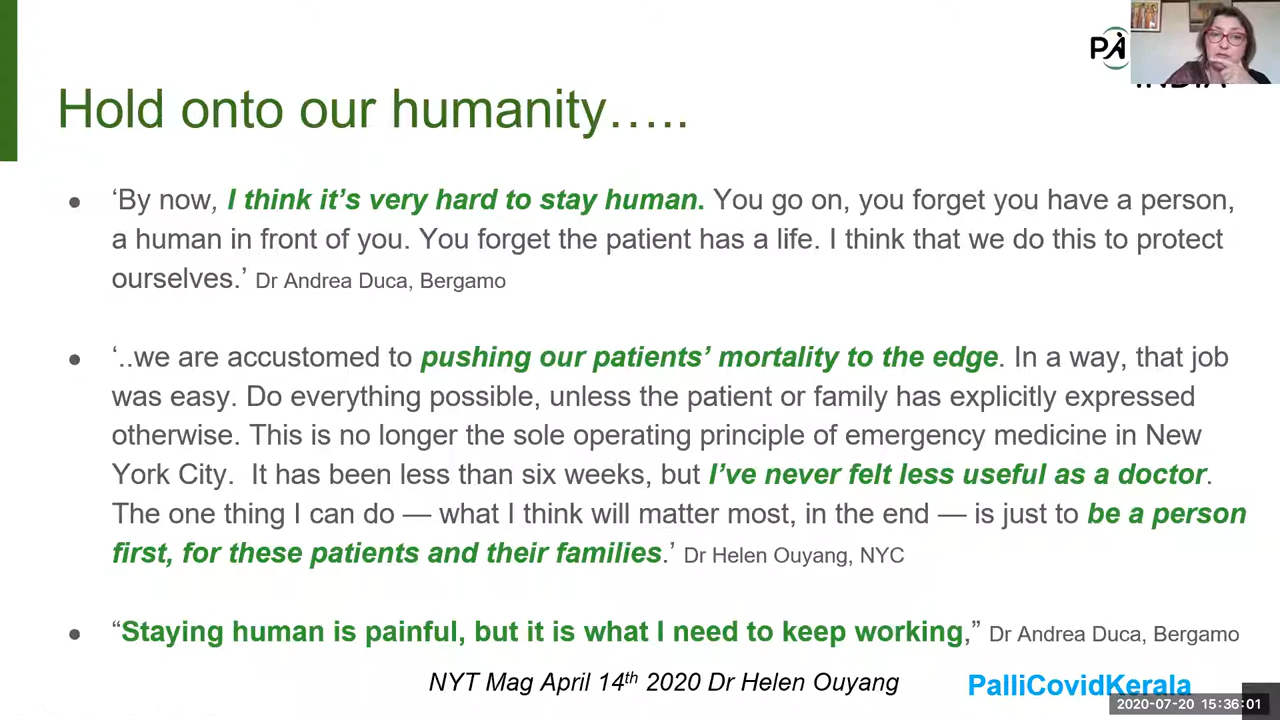 PA
INDIA
Hold onto our humanity…..
● ‘By now, I think it’s very hard to stay human. You go on, you forget you have a person,
a human in front of you. You forget the patient has a life. I think that we do this to protect
ourselves.’ Dr Andrea Duca, Bergamo
● ‘..we are accustomed to pushing our patients’ mortality to the edge. In a way, that job
was easy. Do everything possible, unless the patient or family has explicitly expressed
otherwise. This is no longer the sole operating principle of emergency medicine in New
York City.  It has been less than six weeks, but I’ve never felt less useful as a doctor.
The one thing I can do — what I think will matter most, in the end — is just to be a person
first, for these patients and their families.’ Dr Helen Ouyang, NYC
● “Staying human is painful, but it is what I need to keep working,” Dr Andrea Duca, Bergamo
NYT Mag April 14th 2020 Dr Helen Ouyang
PalliCovidKerala
2020-07-20 15:36:01